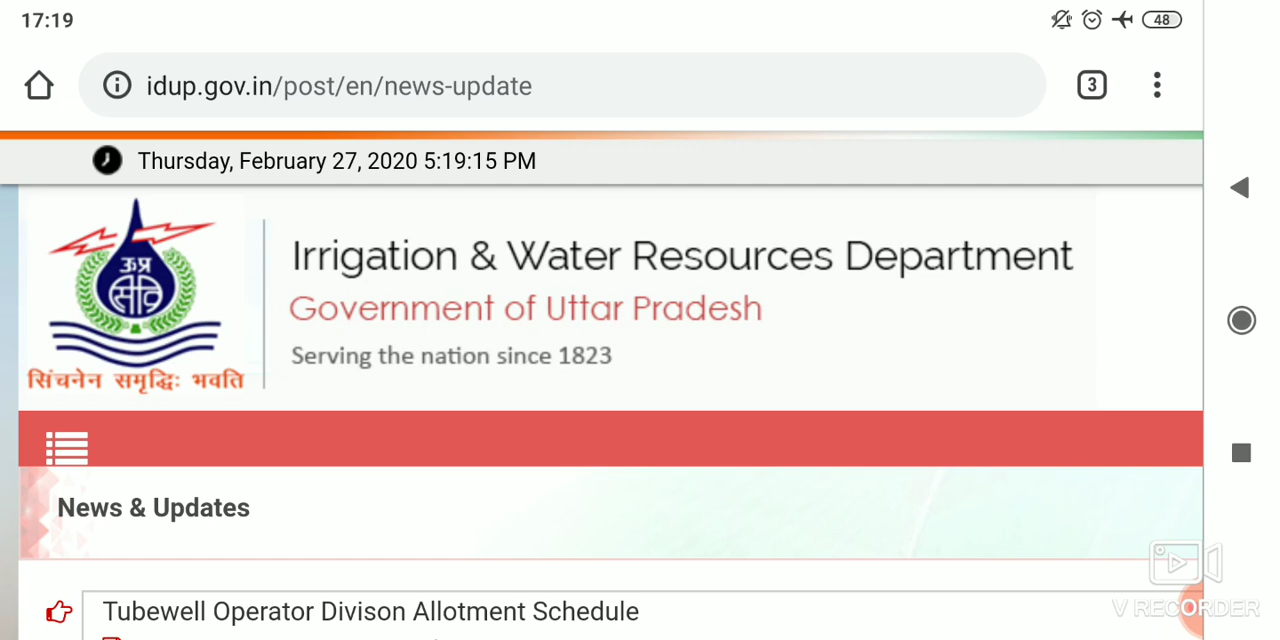 17:19
48
idup.gov.in/post/en/news-update
3
Thursday, February 27, 2020 5:19:15 PM
उ.प्र
सिंचनेन समृद्धिः भवति
Irrigation & Water Resources Department
Government of Uttar Pradesh
Serving the nation since 1823
News & Updates
Tubewell Operator Divison Allotment Schedule
V RECORDER